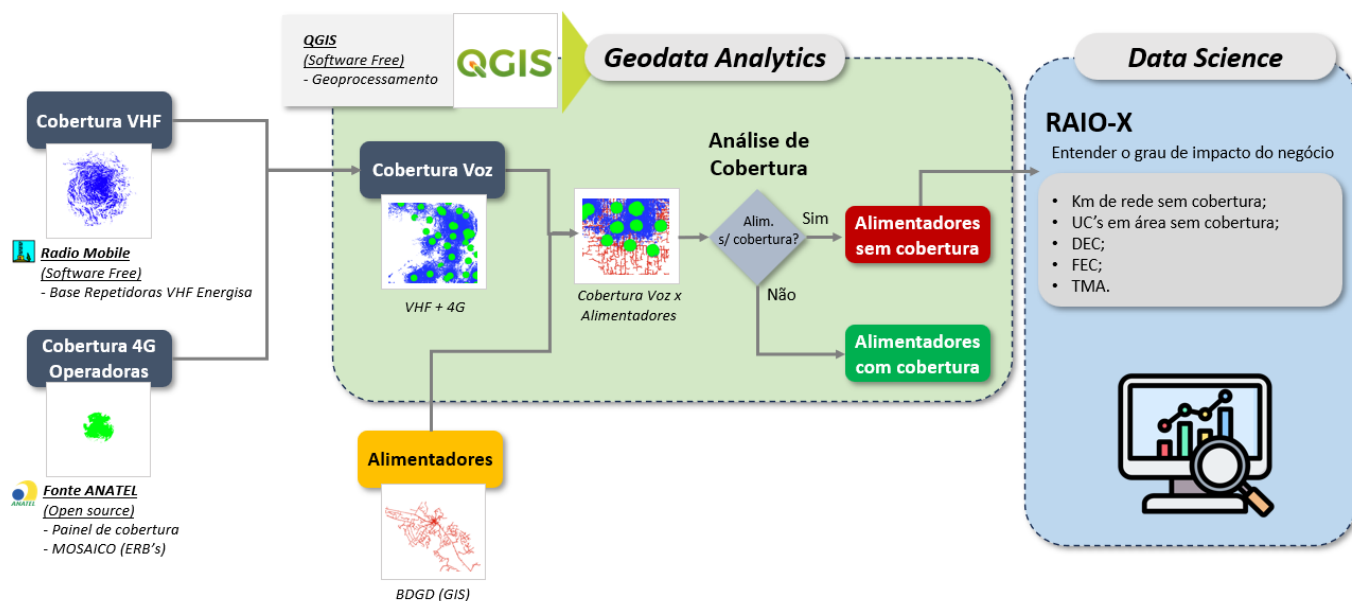 QGIS
(Software Free)
- Geoprocessamento
QGIS
Geodata Analytics
Data Science
Cobertura VHF
Radio Mobile
(Software Free)
- Base Repetidoras VHF Energisa
Cobertura 4G
Operadoras
ANATEL
Fonte ANATEL
(Open source)
- Painel de cobertura
- MOSAICO (ERB's)
Cobertura Voz
VHF + 4G
Alimentadores
BDGD (GIS)
Cobertura Voz x
Alimentadores
Análise de
Cobertura
Alim.
s/ cobertura?
Sim
Não
Alimentadores
sem cobertura
Alimentadores
com cobertura
RAIO-X
Entender o grau de impacto do negócio
• Km de rede sem cobertura;
• UC's em área sem cobertura;
• DEC;
• FEC;
• TMA.